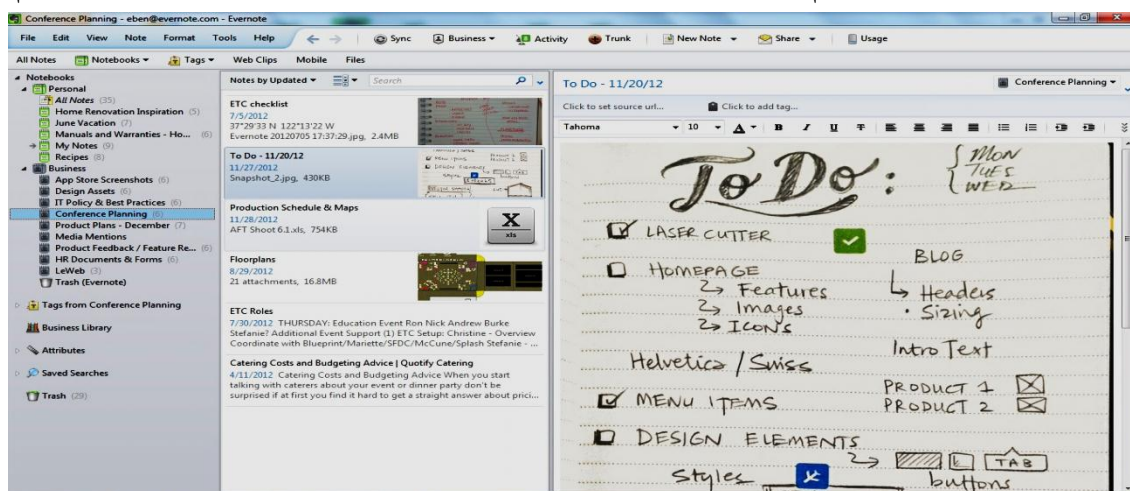 Conference Planning - eben@evernote.com - Evernote
File Edit View Note Format Tools Help Sync Business Activity Trunk New Note Share Usage
All Notes Notebooks Tags Web Clips Mobile Files
Notebooks
Personal
All Notes (35)
Home Renovation Inspiration (5)
June Vacation (7)
Manuals and Warranties - Ho... (6)
My Notes (9)
Recipes (8)
Business
App Store Screenshots (6)
Design Assets (6)
IT Policy & Best Practices (6)
Conference Planning (6)
Product Plans - December (7)
Media Mentions
Product Feedback / Feature Re... (6)
HR Documents & Forms (6)
LeWeb (3)
Trash (Evernote)
Tags from Conference Planning
Business Library
Attributes
Saved Searches
Trash (29)
Notes by Updated Search
ETC checklist
7/5/2012
37°29'33 N 122°13'22 W
Evernote 20120705 17:37:29.jpg, 2.4MB
To Do - 11/20/12
11/27/2012
Snapshot_2.jpg, 430KB
Production Schedule & Maps
11/28/2012
AFT Shoot 6.1.xls, 754KB
X
xls
Floorplans
8/29/2012
21 attachments, 16.8MB
ETC Roles
7/30/2012 THURSDAY: Education Event Ron Nick Andrew Burke
Stefanie? Additional Event Support (1) ETC Setup: Christine - Overview
Coordinate with Blueprint/Mariette/SFDC/McCune/Splash Stefanie - ...
Catering Costs and Budgeting Advice | Quotify Catering
4/11/2012 Catering Costs and Budgeting Advice When you start
talking with caterers about your event or dinner party don't be
surprised if at first you find it hard to get a straight answer about prici...
To Do - 11/20/12 Conference Planning
Click to set source url... Click to add tag...
Tahoma 10 A B I U T
To Do:
MON
TUES
WED
LASER CUTTER
HOMEPAGE
Features
Images
ICONS
BLOG
Headers
Sizing
Intro Text
Helvetica / Swiss
PRODUCT 1
PRODUCT 2
MENU ITEMS
DESIGN ELEMENTS
TAB
Styles
buttons